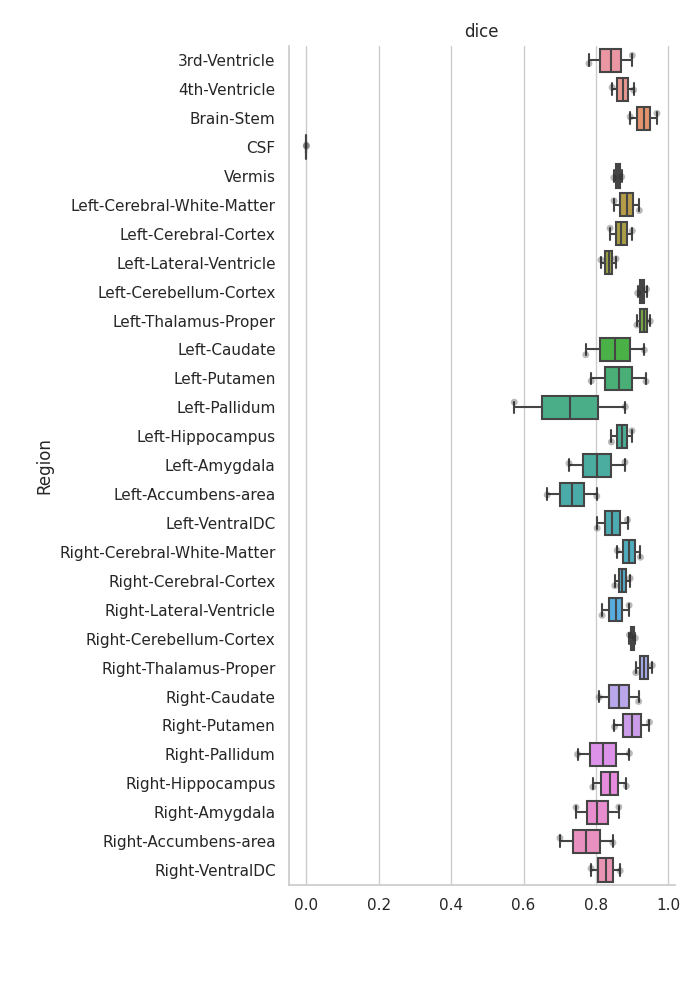 dice
3rd-Ventricle
4th-Ventricle
Brain-Stem
CSF
Vermis
Left-Cerebral-White-Matter
Left-Cerebral-Cortex
Left-Lateral-Ventricle
Left-Cerebellum-Cortex
Left-Thalamus-Proper
Left-Caudate
Left-Putamen
Left-Pallidum
Left-Hippocampus
Left-Amygdala
Left-Accumbens-area
Left-VentralDC
Right-Cerebral-White-Matter
Right-Cerebral-Cortex
Right-Lateral-Ventricle
Right-Cerebellum-Cortex
Right-Thalamus-Proper
Right-Caudate
Right-Putamen
Right-Pallidum
Right-Hippocampus
Right-Amygdala
Right-Accumbens-area
Right-VentralDC
Region
0.0 0.2 0.4 0.6 0.8 1.0